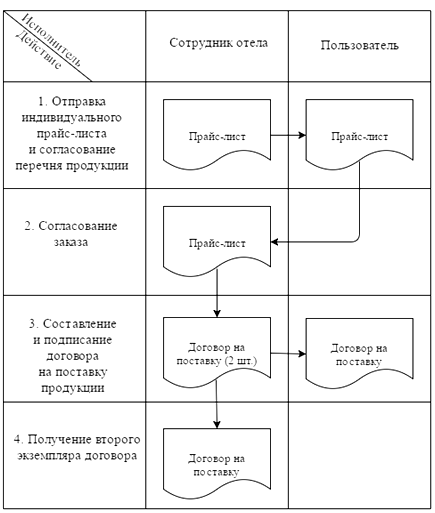 Исполнитель
Действие
Сотрудник отела
Пользователь
1. Отправка
индивидуального
прайс-листа
и согласование
перечня продукции
Прайс-лист
Прайс-лист
2. Согласование
заказа
Прайс-лист
3. Составление
и подписание
договора
на поставку
продукции
Договор на
поставку (2 шт.)
Договор на
поставку
4. Получение второго
экземпляра договора
Договор на
поставку